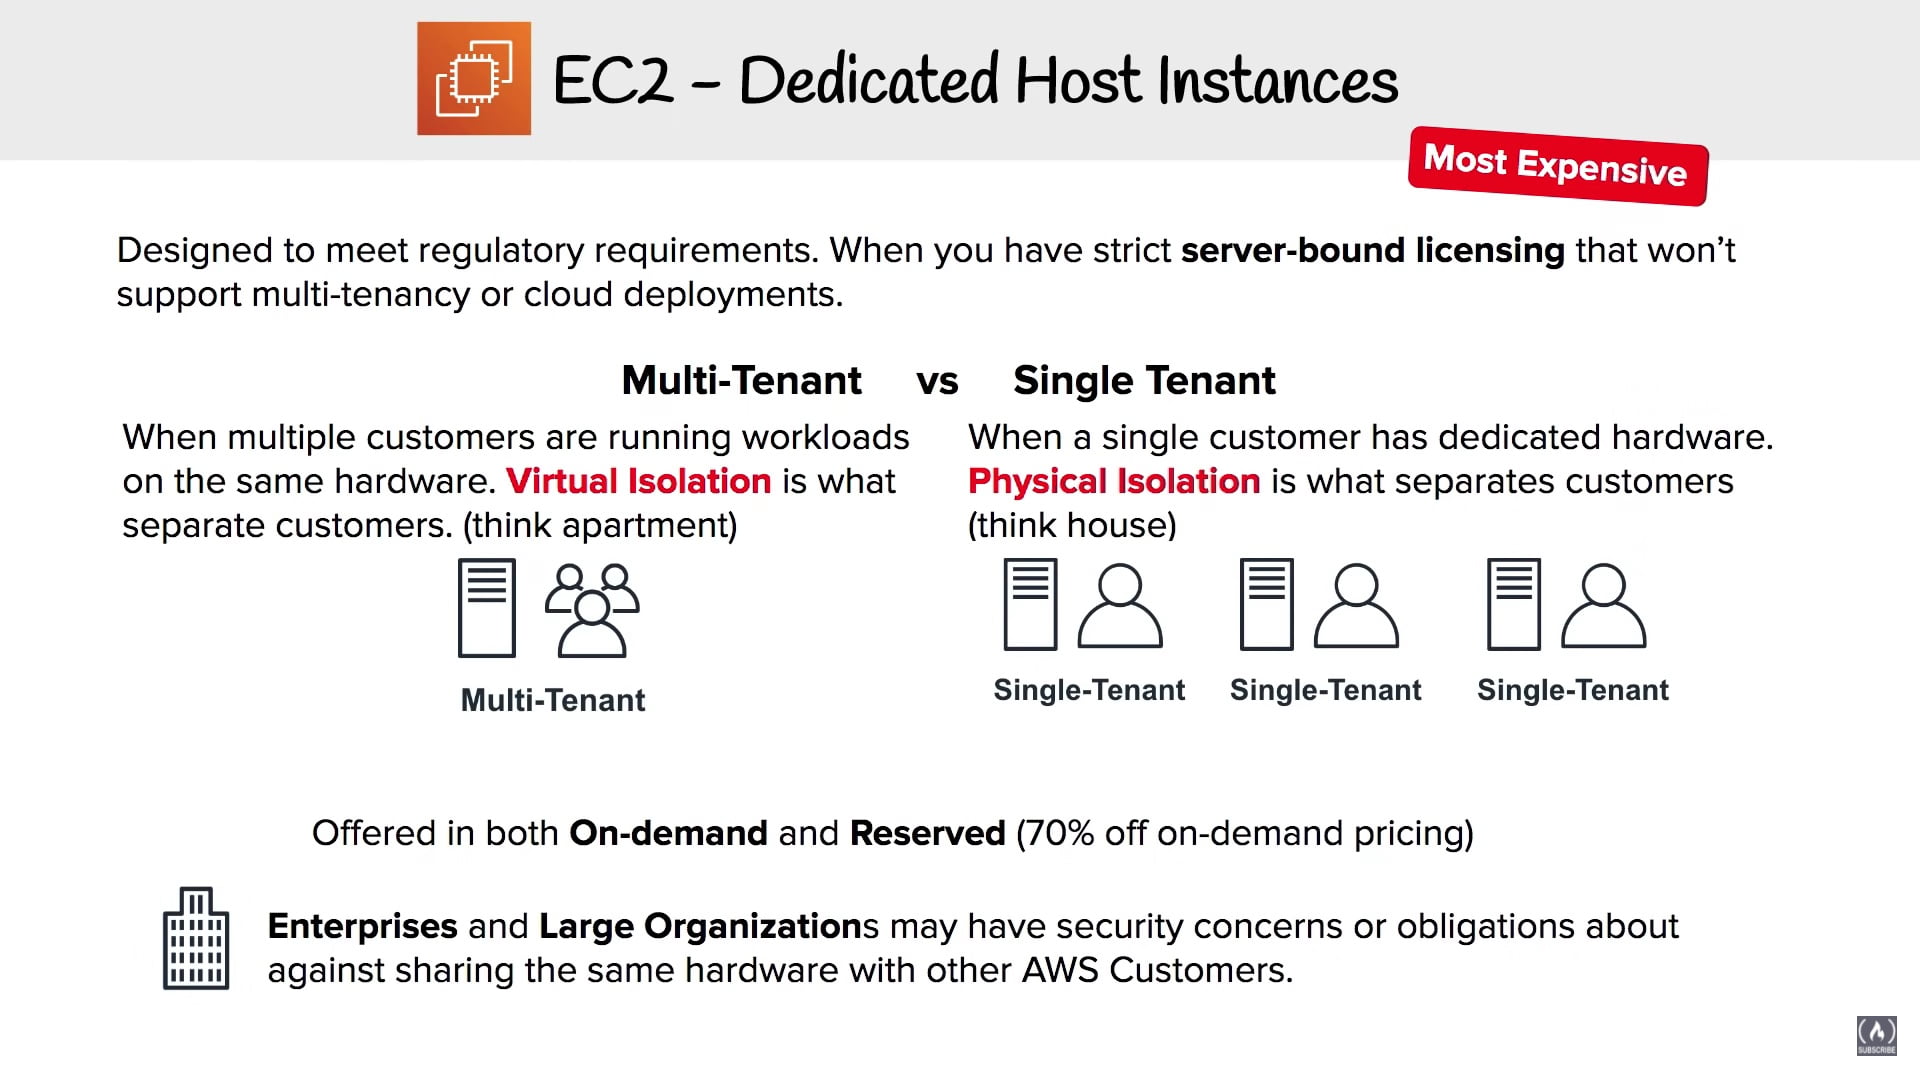 EC2 – Dedicated Host Instances
Most Expensive
Designed to meet regulatory requirements. When you have strict server-bound licensing that won’t
support multi-tenancy or cloud deployments.
Multi-Tenant vs Single Tenant
When multiple customers are running workloads
on the same hardware. Virtual Isolation is what
separate customers. (think apartment)
When a single customer has dedicated hardware.
Physical Isolation is what separates customers
(think house)
Multi-Tenant
Single-Tenant
Single-Tenant
Single-Tenant
Offered in both On-demand and Reserved (70% off on-demand pricing)
Enterprises and Large Organizations may have security concerns or obligations about
against sharing the same hardware with other AWS Customers.
SUBSCRIBE